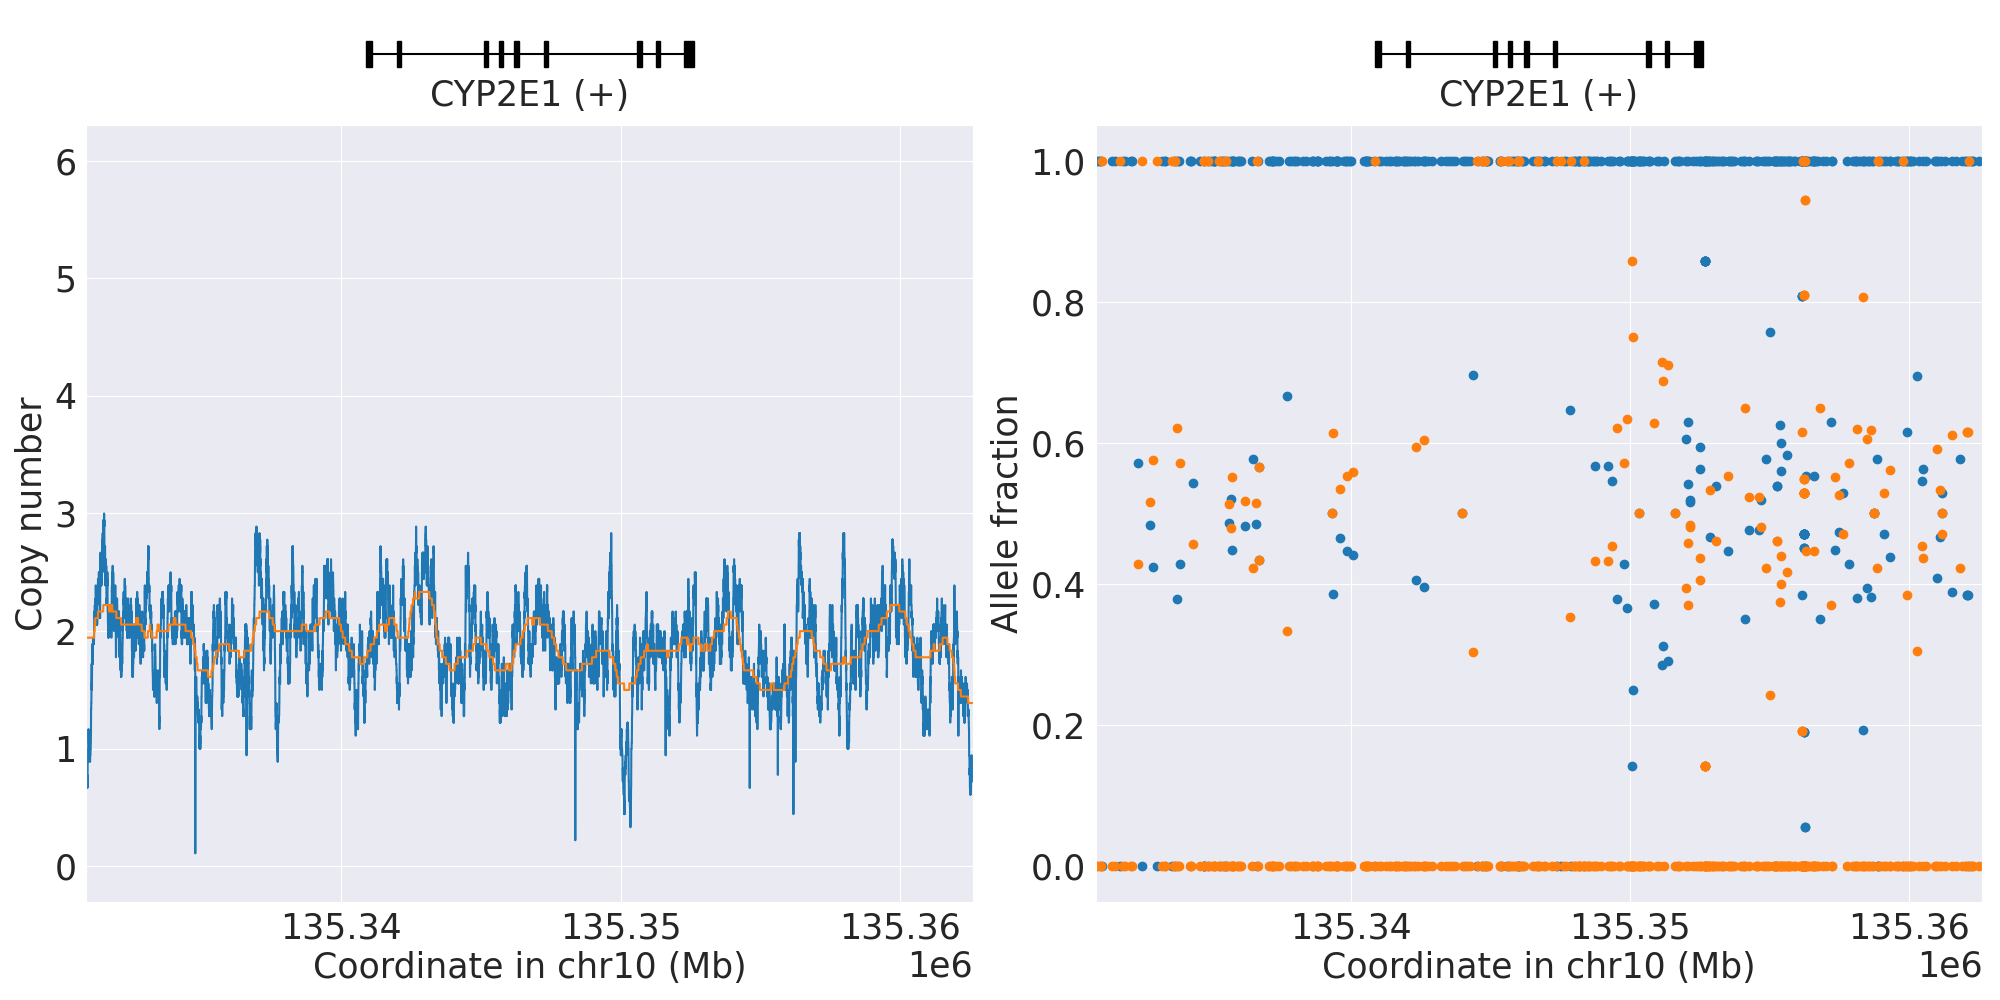 CYP2E1 (+)
6
5
4
3
2
1
0
Copy number
135.34 135.35 135.36
Coordinate in chr10 (Mb)
1e6
CYP2E1 (+)
1.0
0.8
0.6
0.4
0.2
0.0
Allele fraction
135.34 135.35 135.36
Coordinate in chr10 (Mb)
1e6